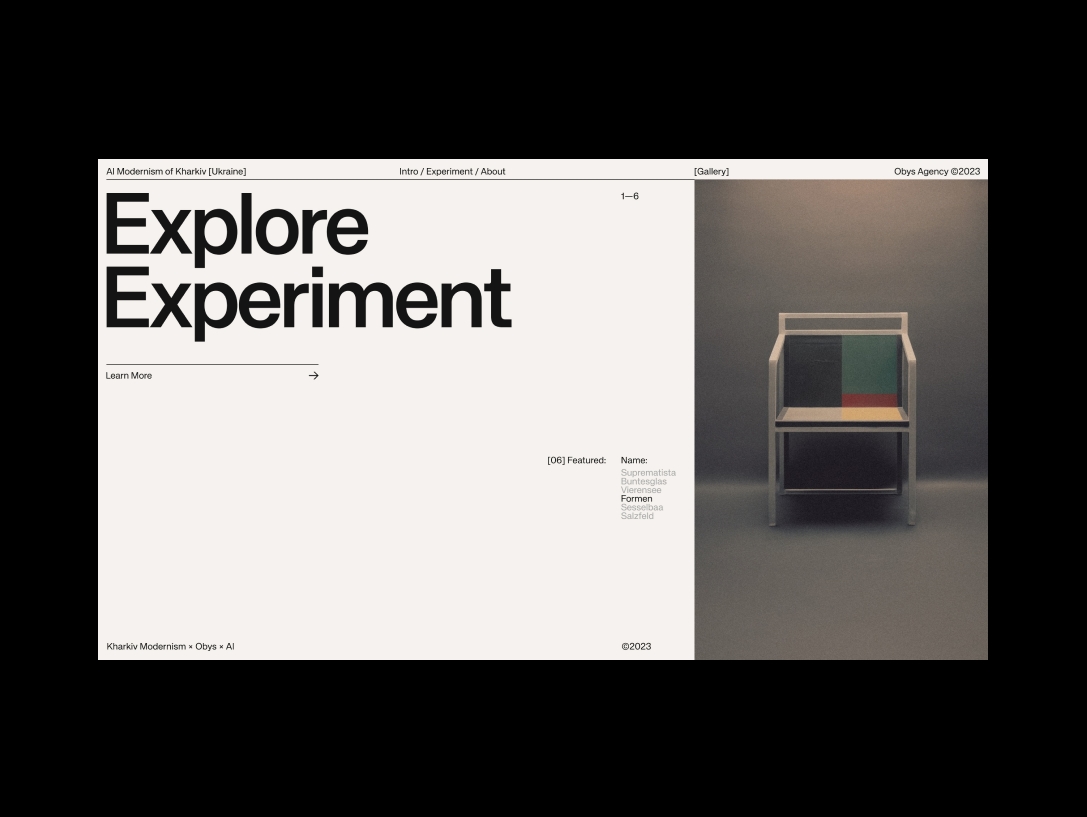 AI Modernism of Kharkiv [Ukraine]
Intro / Experiment / About
[Gallery]
Obys Agency ©2023
Explore
Experiment
1—6
Learn More →
[06] Featured:
Name:
Suprematista
Buntesglas
Vierensee
Formen
Sesselbaa
Salzfeld
Kharkiv Modernism × Obys × AI
©2023